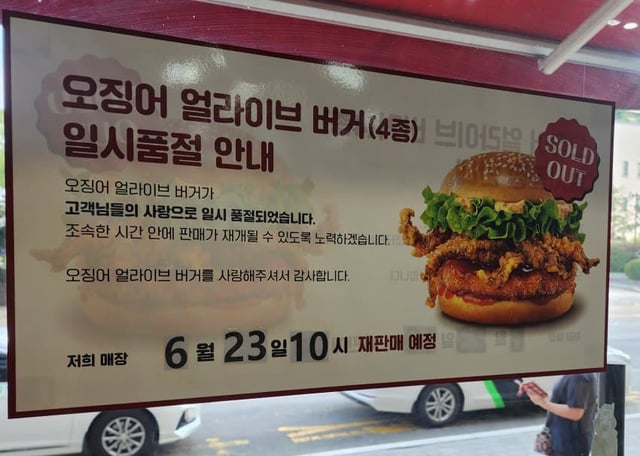 오징어 얼라이브 버거(4종)
일시품절 안내
SOLD
OUT
오징어 얼라이브 버거가
고객님들의 사랑으로 일시 품절되었습니다.
조속한 시간 안에 판매가 재개될 수 있도록 노력하겠습니다.
오징어 얼라이브 버거를 사랑해주셔서 감사합니다.
저희 매장 6월 23일 10시 재판매 예정